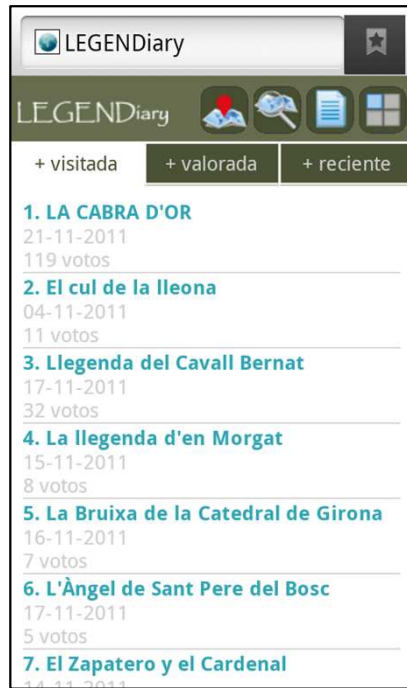 LEGENDiary
LEGENDiary
+ visitada + valorada + reciente
1. LA CABRA D'OR
21-11-2011
119 votos
2. El cul de la lleona
04-11-2011
11 votos
3. Llegenda del Cavall Bernat
17-11-2011
32 votos
4. La llegenda d'en Morgat
15-11-2011
8 votos
5. La Bruixa de la Catedral de Girona
16-11-2011
7 votos
6. L'Àngel de Sant Pere del Bosc
17-11-2011
5 votos
7. El Zapatero y el Cardenal
14-11-2011